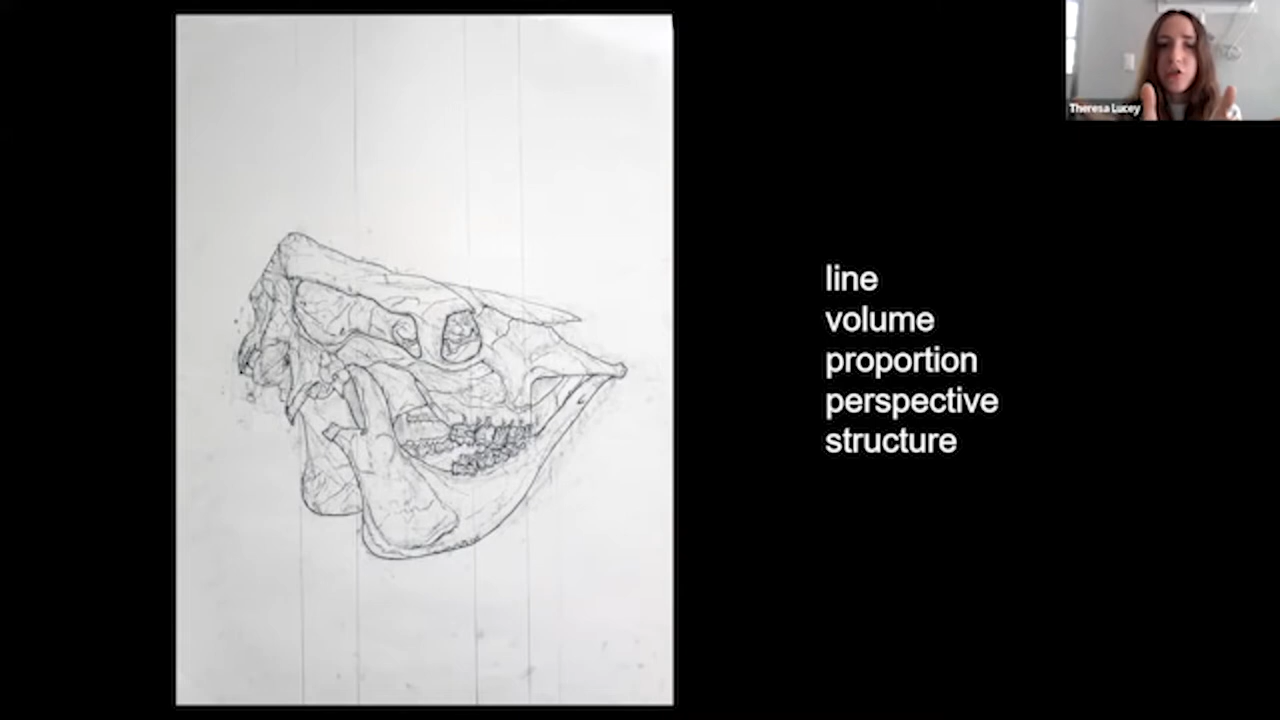 Theresa Lucey
line
volume
proportion
perspective
structure